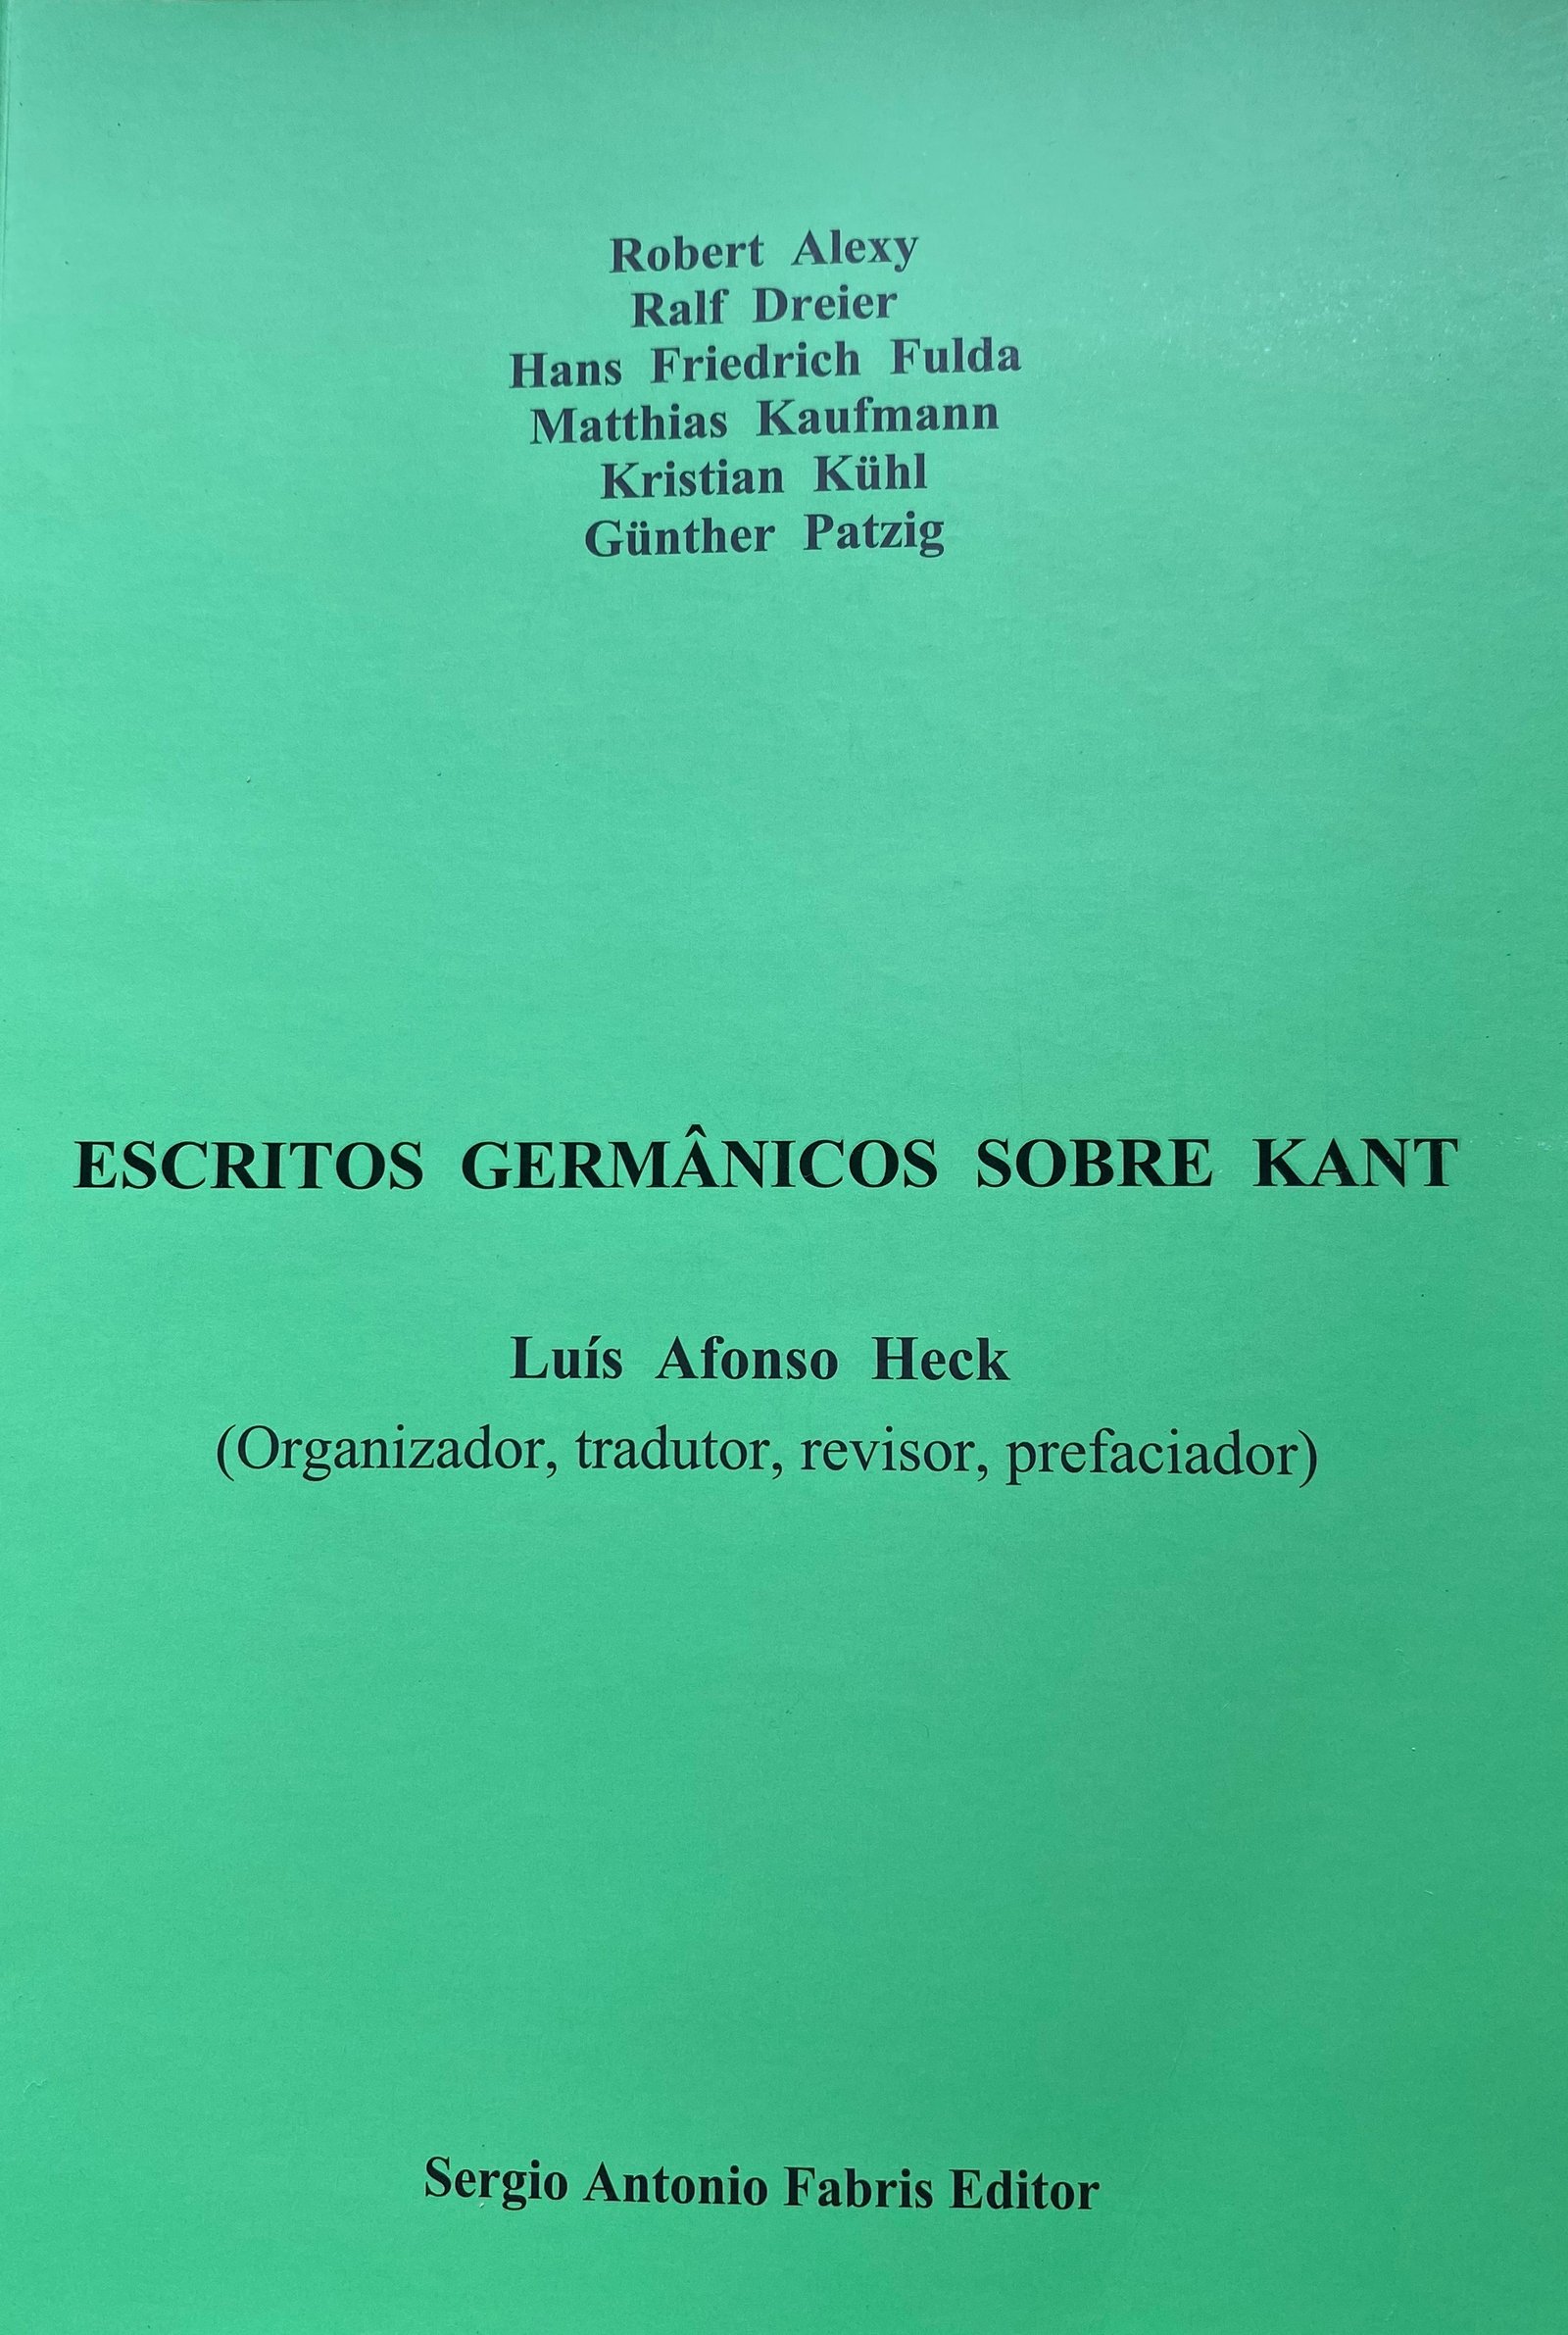 Robert Alexy
Ralf Dreier
Hans Friedrich Fulda
Matthias Kaufmann
Kristian Kühl
Günther Patzig
ESCRITOS GERMÂNICOS SOBRE KANT
Luís Afonso Heck
(Organizador, tradutor, revisor, prefaciador)
Sergio Antonio Fabris Editor